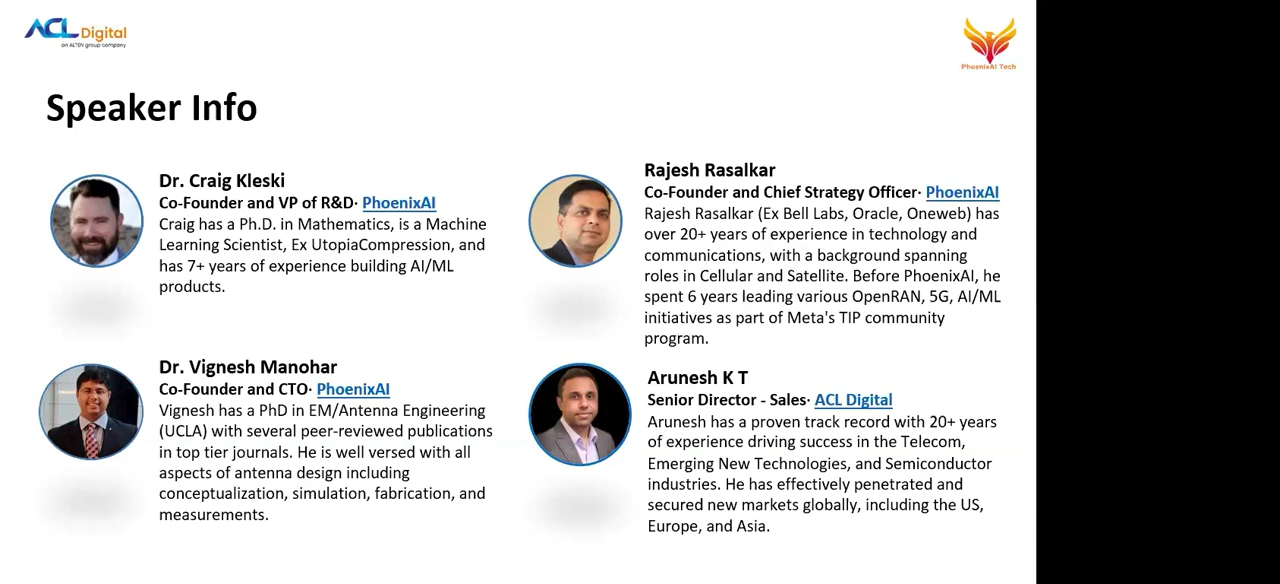 ACL Digital
an ALTEN group company
PhoenixAI Tech
Speaker Info
Dr. Craig Kleski
Co-Founder and VP of R&D· PhoenixAI
Craig has a Ph.D. in Mathematics, is a Machine
Learning Scientist, Ex UtopiaCompression, and
has 7+ years of experience building AI/ML
products.
Rajesh Rasalkar
Co-Founder and Chief Strategy Officer· PhoenixAI
Rajesh Rasalkar (Ex Bell Labs, Oracle, Oneweb) has
over 20+ years of experience in technology and
communications, with a background spanning
roles in Cellular and Satellite. Before PhoenixAI, he
spent 6 years leading various OpenRAN, 5G, AI/ML
initiatives as part of Meta's TIP community
program.
Dr. Vignesh Manohar
Co-Founder and CTO· PhoenixAI
Vignesh has a PhD in EM/Antenna Engineering
(UCLA) with several peer-reviewed publications
in top tier journals. He is well versed with all
aspects of antenna design including
conceptualization, simulation, fabrication, and
measurements.
Arunesh K T
Senior Director - Sales· ACL Digital
Arunesh has a proven track record with 20+ years
of experience driving success in the Telecom,
Emerging New Technologies, and Semiconductor
industries. He has effectively penetrated and
secured new markets globally, including the US,
Europe, and Asia.